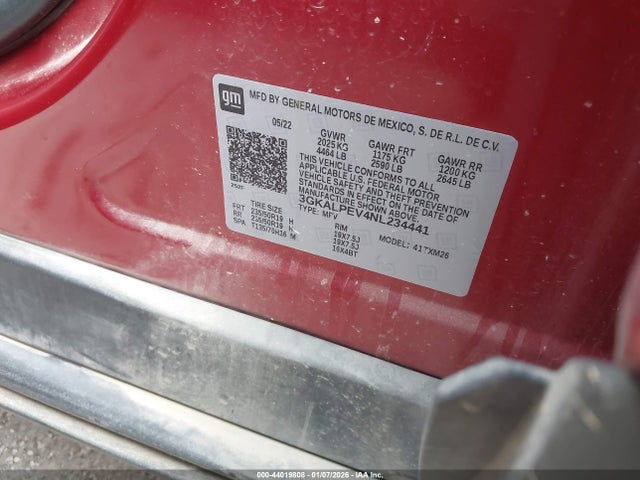 gm MFD BY GENERAL MOTORS DE MEXICO, S. DE R.L. DE C.V.
05/22 GVWR GAWR FRT GAWR RR
2025 KG 1175 KG 1200 KG
4464 LB 2590 LB 2645 LB
THIS VEHICLE CONFORMS TO ALL
APPLICABLE U.S. FEDERAL MOTOR
VEHICLE SAFETY AND THEFT PREVENTION
STANDARDS IN EFFECT ON THE DATE OF
MANUFACTURE SHOWN ABOVE.
3GKALPEV4NL234441
TYPE: MPV
TIRE SIZE RIM MODEL:
FRT 235/50R19 H 19X7.5J
RR 235/50R19 H 19X7.5J
SPA T135/70R16 M 16X4BT
000-44019808 - 01/07/2026 - IAA Inc.